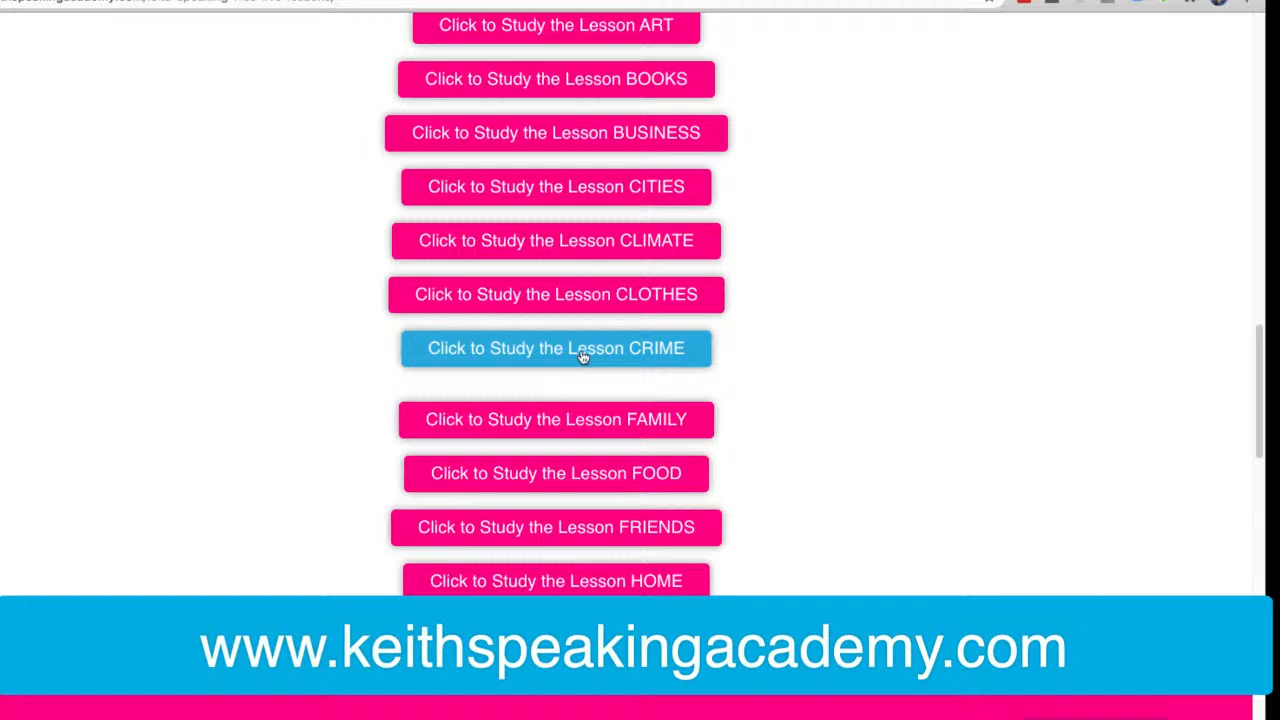 Click to Study the Lesson ART
Click to Study the Lesson BOOKS
Click to Study the Lesson BUSINESS
Click to Study the Lesson CITIES
Click to Study the Lesson CLIMATE
Click to Study the Lesson CLOTHES
Click to Study the Lesson CRIME
Click to Study the Lesson FAMILY
Click to Study the Lesson FOOD
Click to Study the Lesson FRIENDS
Click to Study the Lesson HOME
www.keithspeakingacademy.com